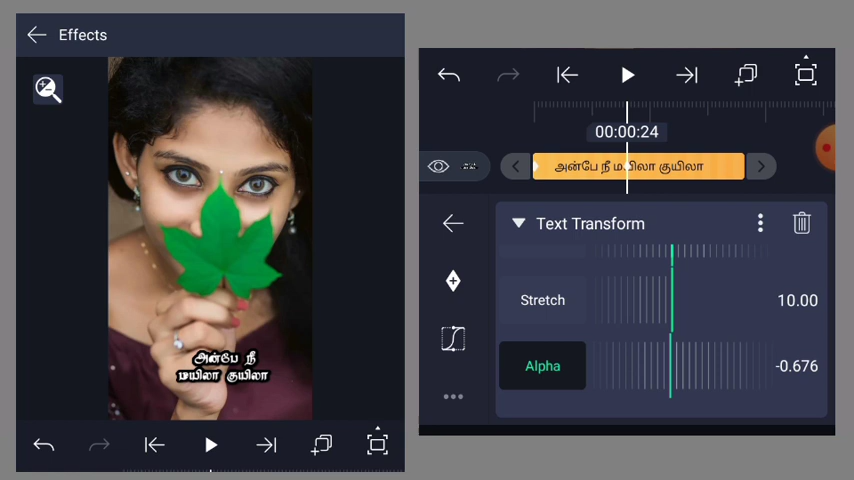 Effects
அன்பே நீ
மயிலா குயிலா
00:00:24
அன்பே நீ மயிலா குயிலா
Text Transform
Stretch
10.00
Alpha
-0.676